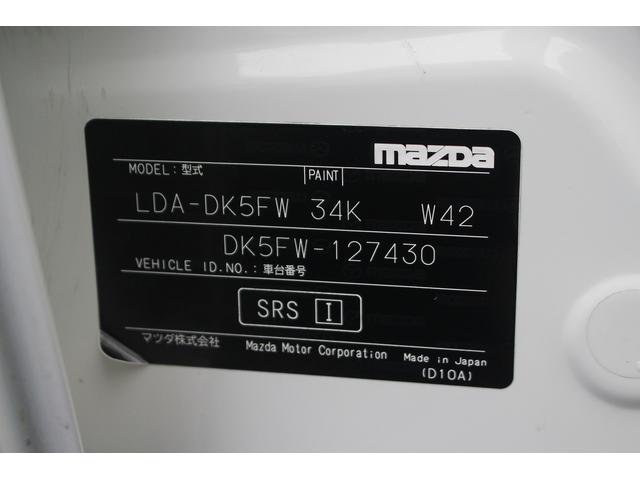 mazda
MODEL: 型式 PAINT
LDA-DK5FW 34K W42
DK5FW-127430
VEHICLE ID.NO.: 車台番号
SRS I
マツダ株式会社 Mazda Motor Corporation Made in Japan
(D10A)